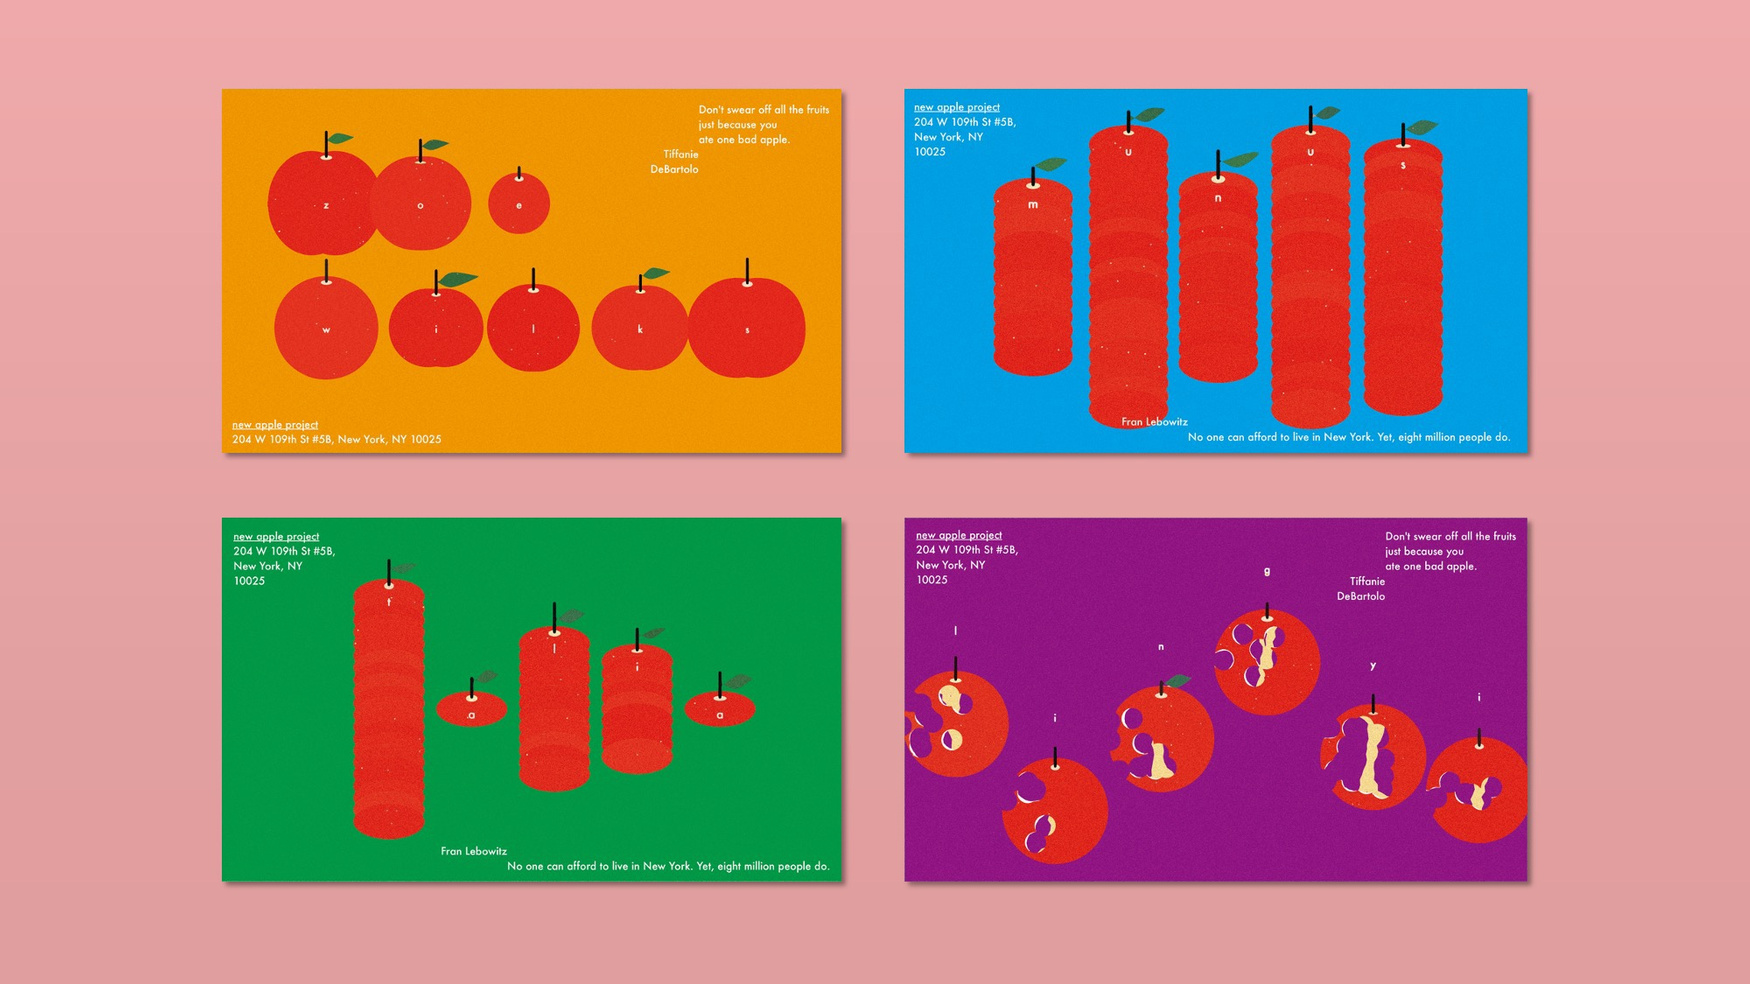 Don't swear off all the fruits
just because you
ate one bad apple.
Tiffanie
DeBartolo
z o e
w i l k s
new apple project
204 W 109th St #5B, New York, NY 10025
new apple project
204 W 109th St #5B,
New York, NY
10025
m u n u s
Fran Lebowitz
No one can afford to live in New York. Yet, eight million people do.
new apple project
204 W 109th St #5B,
New York, NY
10025
t a l i a
Fran Lebowitz
No one can afford to live in New York. Yet, eight million people do.
new apple project
204 W 109th St #5B,
New York, NY
10025
Don't swear off all the fruits
just because you
ate one bad apple.
Tiffanie
DeBartolo
l i n g y i